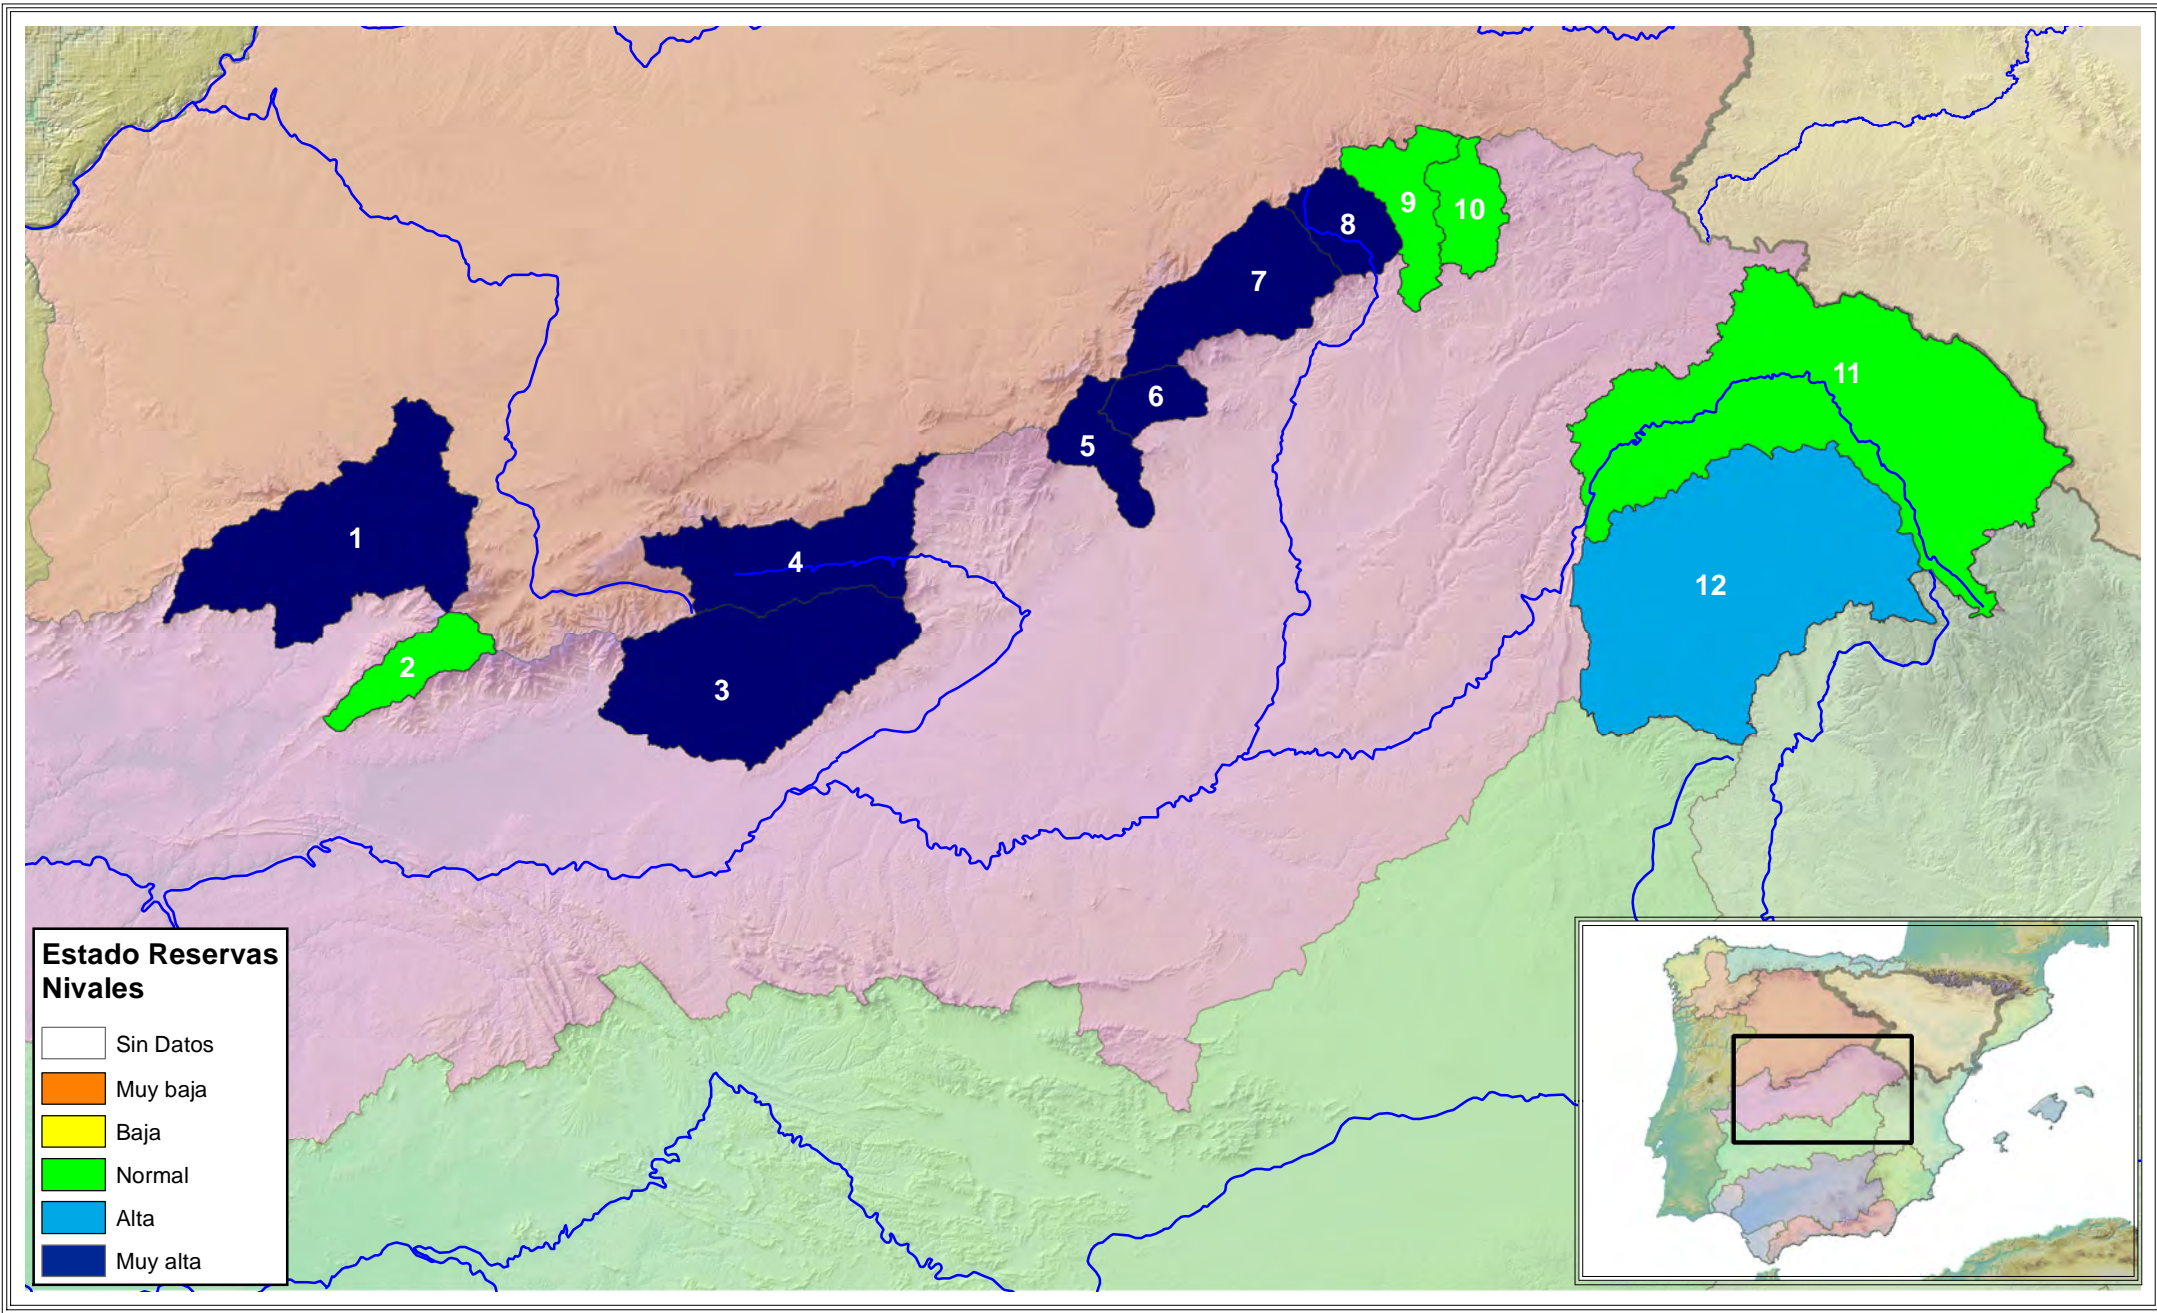 9
10
8
7
11
6
5
1
4
12
2
3
Estado Reservas
Nivales
Sin Datos
Muy baja
Baja
Normal
Alta
Muy alta